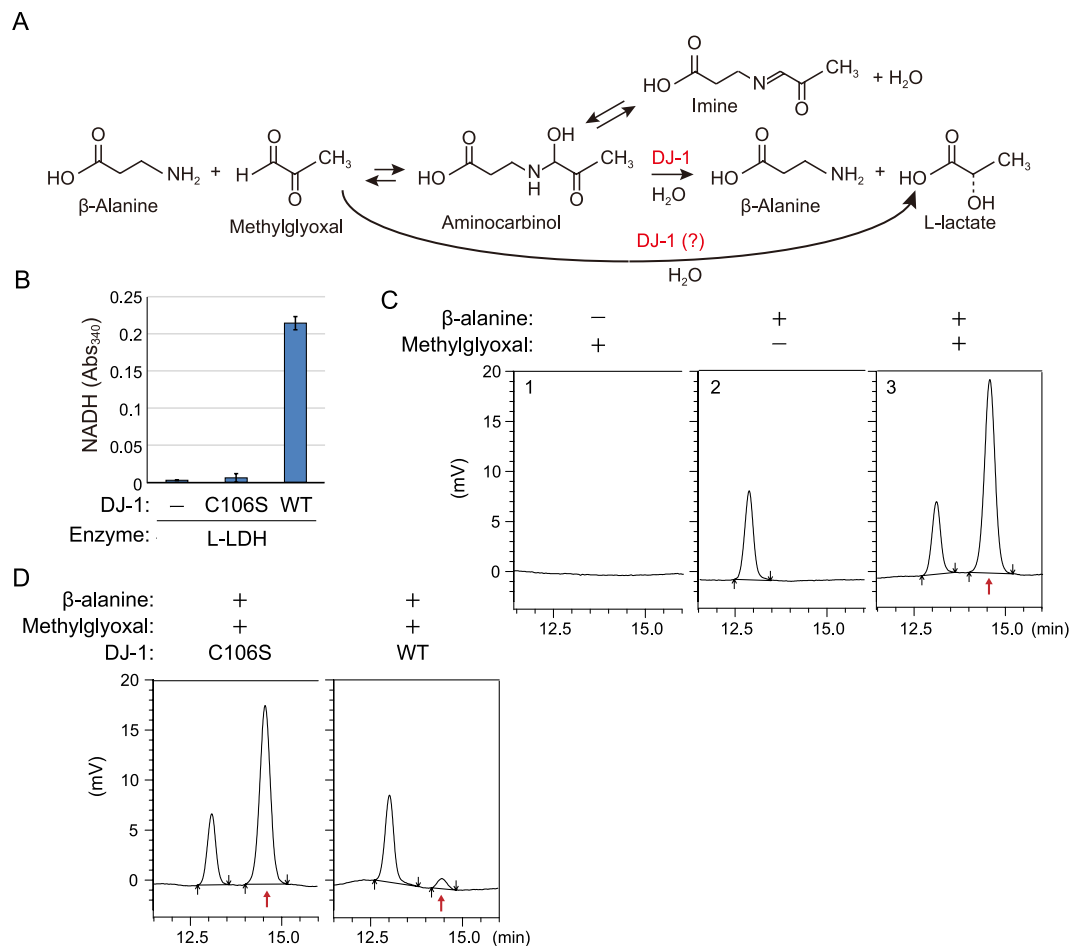 A
O
HO
NH₂
β-Alanine
+
O
H
CH₃
O
Methylglyoxal
O
HO
N
CH₃
O
Imine
+ H₂O
O
HO
N
H
OH
CH₃
O
Aminocarbinol
DJ-1
H₂O
O
HO
NH₂
β-Alanine
+
O
HO
CH₃
OH
L-lactate
DJ-1 (?)
H₂O
B
NADH (Abs₃₄₀)
0.25
0.2
0.15
0.1
0.05
0
DJ-1: – C106S WT
Enzyme: L-LDH
C
β-alanine: – + +
Methylglyoxal: + – +
1 2 3
(mV)
20
15
10
5
0
12.5 15.0 12.5 15.0 12.5 15.0 (min)
D
β-alanine: + +
Methylglyoxal: + +
DJ-1: C106S WT
(mV)
20
15
10
5
0
12.5 15.0 12.5 15.0 (min)